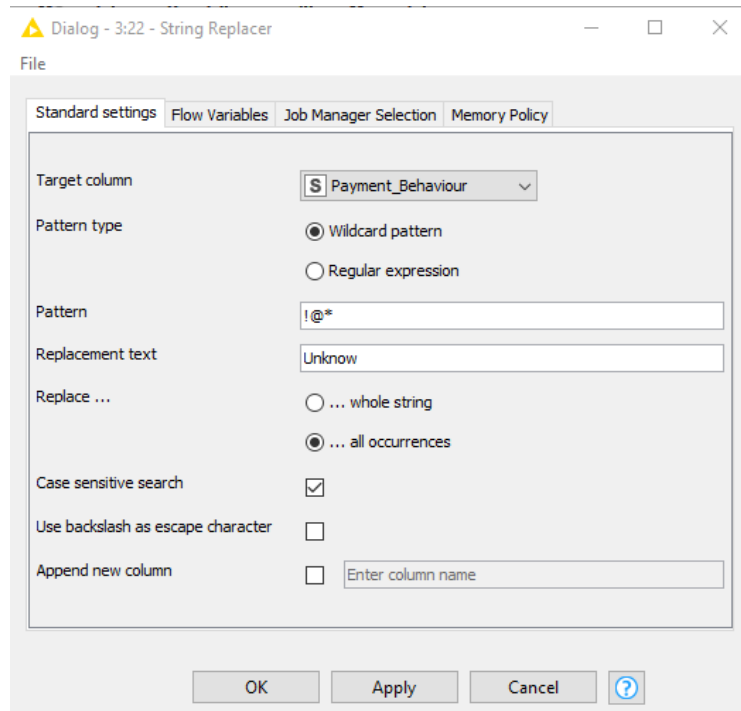 Dialog - 3:22 - String Replacer
File
Standard settings Flow Variables Job Manager Selection Memory Policy
Target column S Payment_Behaviour
Pattern type Wildcard pattern
Regular expression
Pattern !@*
Replacement text Unknow
Replace ... ... whole string
... all occurrences
Case sensitive search
Use backslash as escape character
Append new column Enter column name
OK Apply Cancel ?